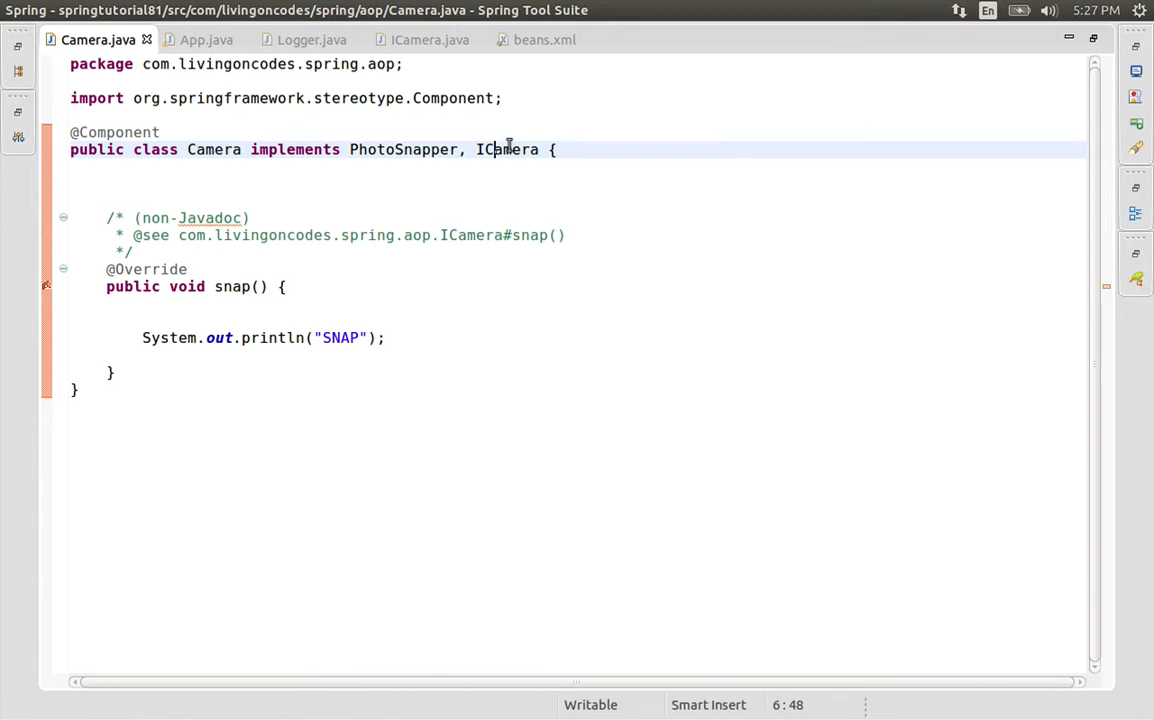 Spring - springtutorial81/src/com/livingoncodes/spring/aop/Camera.java - Spring Tool Suite
En
5:27 PM
Camera.java
App.java
Logger.java
ICamera.java
beans.xml
package com.livingoncodes.spring.aop;
import org.springframework.stereotype.Component;
@Component
public class Camera implements PhotoSnapper, ICamera {
/* (non-Javadoc)
* @see com.livingoncodes.spring.aop.ICamera#snap()
*/
@Override
public void snap() {
System.out.println("SNAP");
}
}
Writable
Smart Insert
6:48